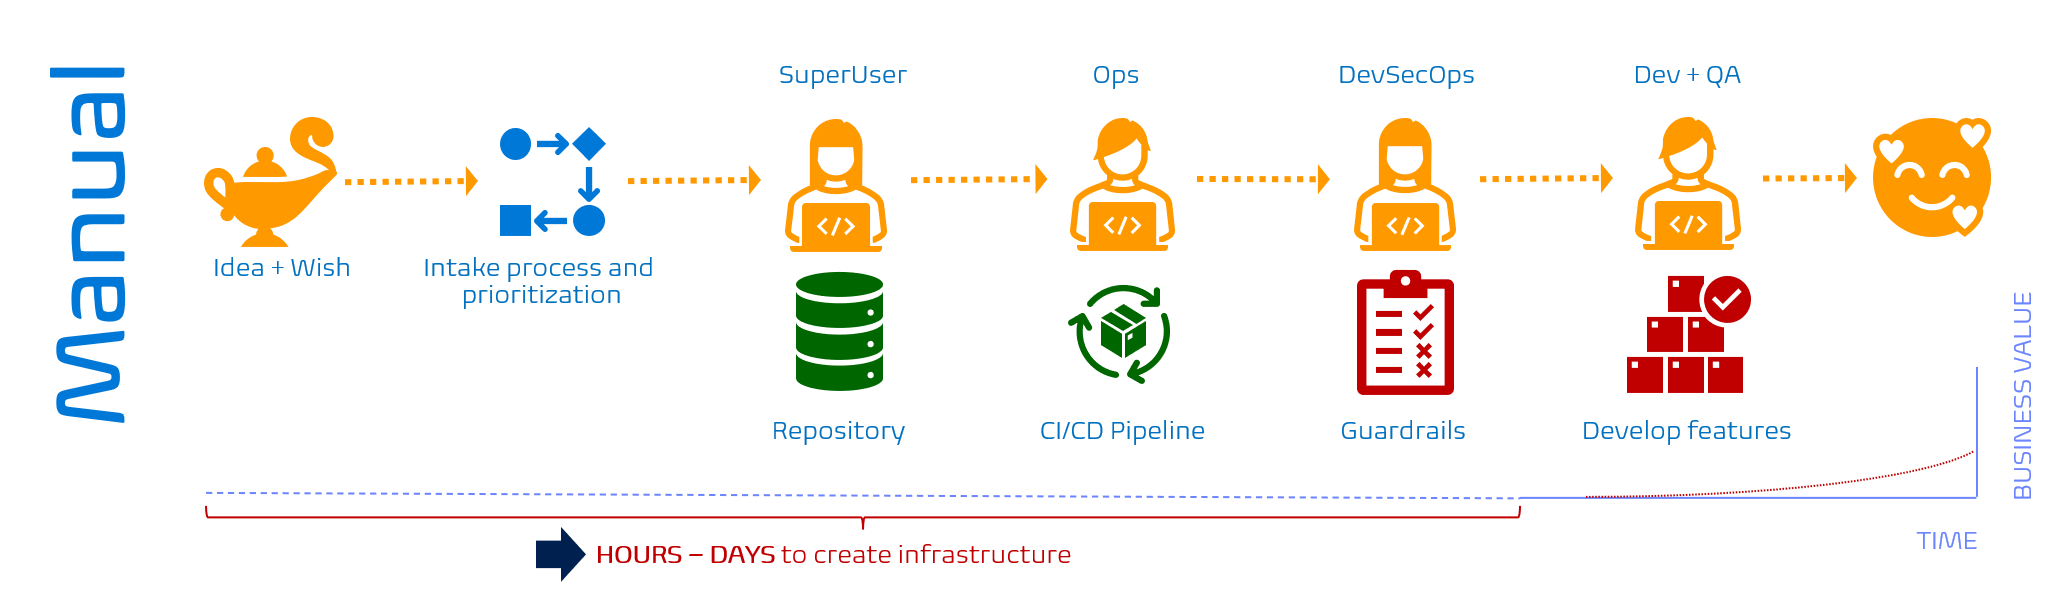 Manual
SuperUser
Ops
DevSecOps
Dev + QA
</>
</>
</>
</>
Idea + Wish
Intake process and
prioritization
Repository
CI/CD Pipeline
Guardrails
Develop features
BUSINESS VALUE
TIME
HOURS – DAYS to create infrastructure